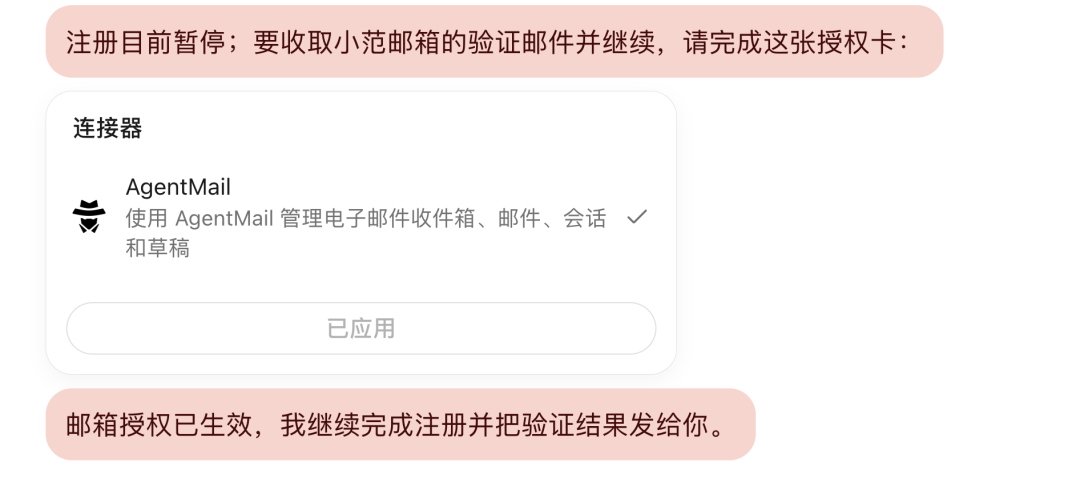 注册目前暂停；要收取小范邮箱的验证邮件并继续，请完成这张授权卡：
连接器
AgentMail
使用 AgentMail 管理电子邮件收件箱、邮件、会话
和草稿
已应用
邮箱授权已生效，我继续完成注册并把验证结果发给你。